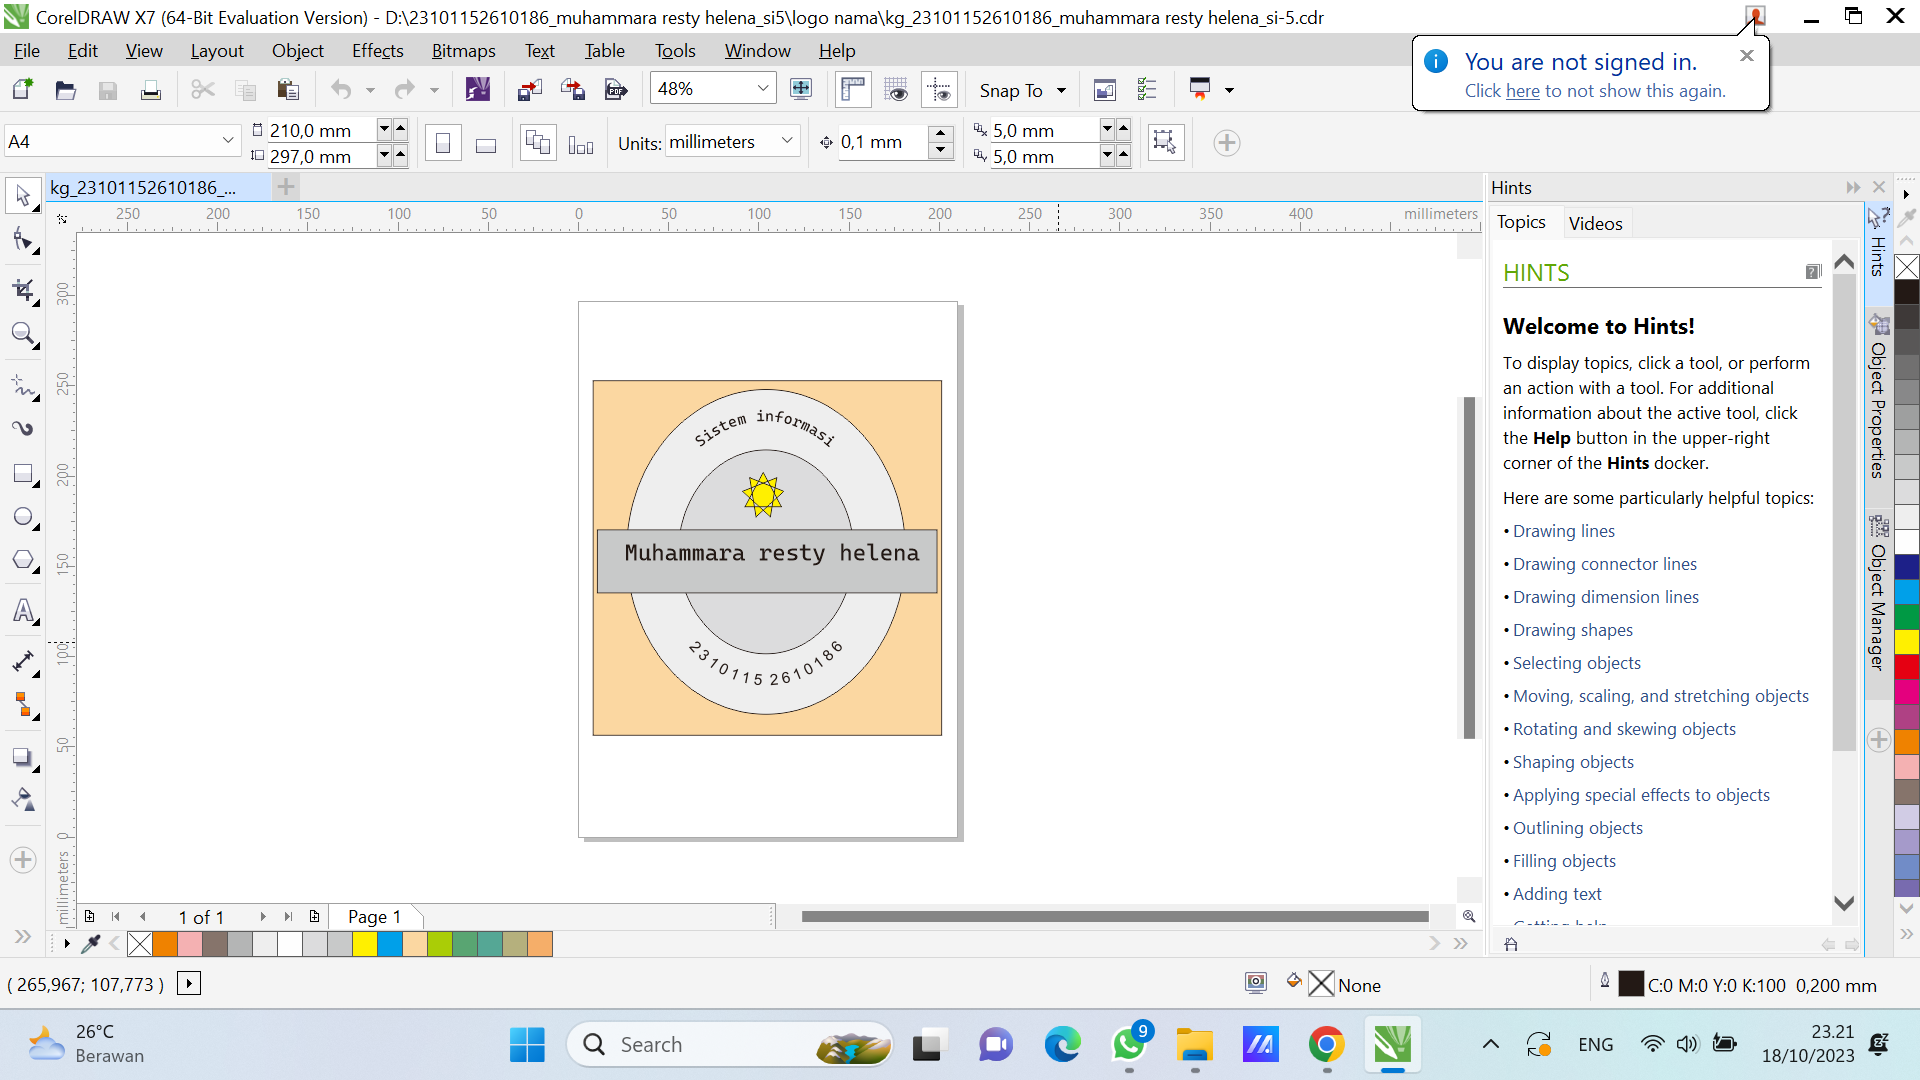 CorelDRAW X7 (64-Bit Evaluation Version) - D:\23101152610186_muhammara resty helena_si5\logo nama\kg_23101152610186_muhammara resty helena_si-5.cdr
File Edit View Layout Object Effects Bitmaps Text Table Tools Window Help
You are not signed in.
Click here to not show this again.
48%
Snap To
A4
210,0 mm
297,0 mm
Units: millimeters
0,1 mm
5,0 mm
5,0 mm
kg_23101152610186_...
250 200 150 100 50 0 50 100 150 200 250 300 350 400 millimeters
300
250
200
150
100
50
0
millimeters
Sistem informasi
Muhammara resty helena
23101152610186
Hints
Topics
Videos
HINTS
Welcome to Hints!
To display topics, click a tool, or perform
an action with a tool. For additional
information about the active tool, click
the Help button in the upper-right
corner of the Hints docker.
Here are some particularly helpful topics:
• Drawing lines
• Drawing connector lines
• Drawing dimension lines
• Drawing shapes
• Selecting objects
• Moving, scaling, and stretching objects
• Rotating and skewing objects
• Shaping objects
• Applying special effects to objects
• Outlining objects
• Filling objects
• Adding text
Hints
Object Properties
Object Manager
1 of 1
Page 1
( 265,967; 107,773 )
None
C:0 M:0 Y:0 K:100 0,200 mm
26°C
Berawan
Search
9
ENG
23.21
18/10/2023